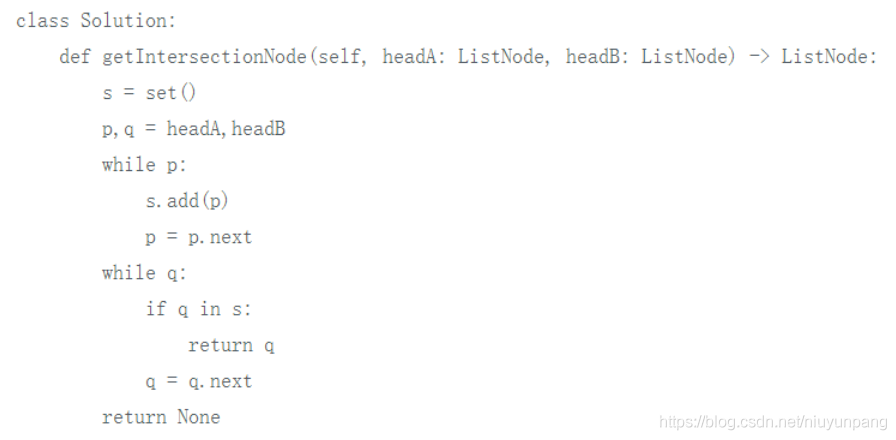 class Solution:
    def getIntersectionNode(self, headA: ListNode, headB: ListNode) -> ListNode:
        s = set()
        p,q = headA,headB
        while p:
            s.add(p)
            p = p.next
        while q:
            if q in s:
                return q
            q = q.next
        return None
https://blog.csdn.net/niuyunpang